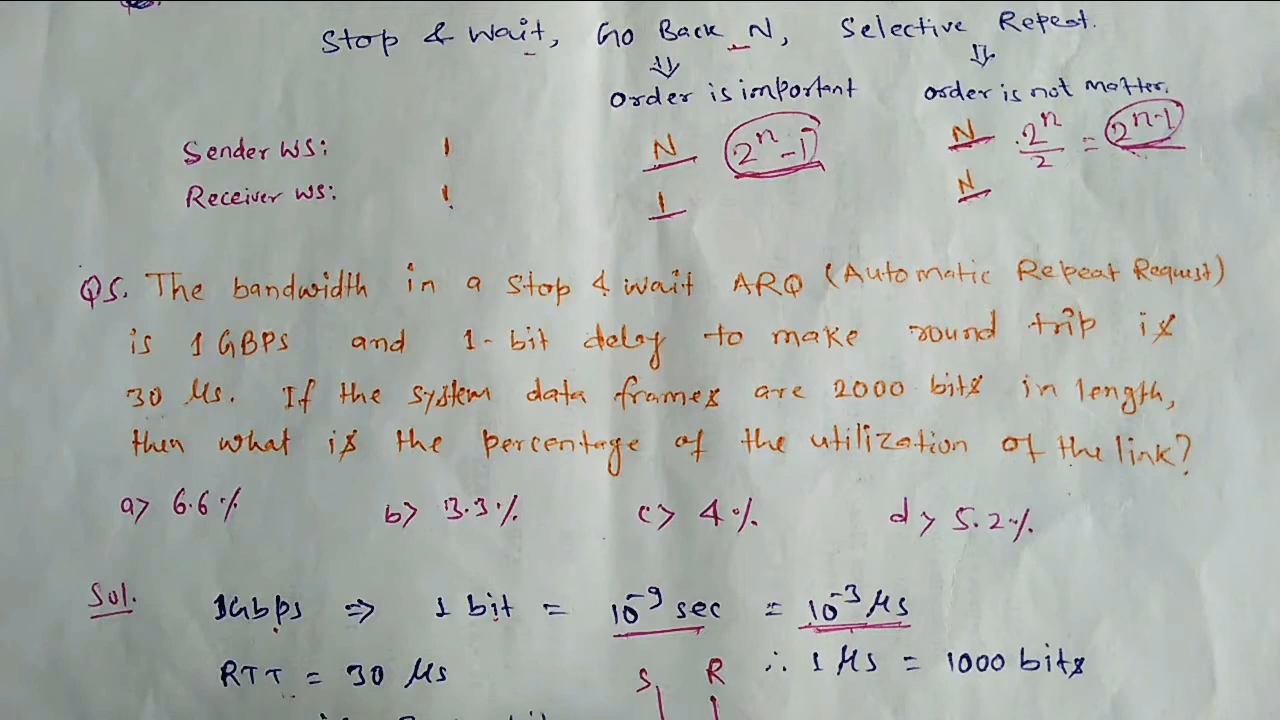 Stop & Wait, Go Back N, Selective Repeat.
⇓ ⇓
Order is important order is not matter.
Sender WS: 1 N 2^n - 1 N 2^n/2 = 2^n-1
Receiver WS: 1 1 N
Q5. The bandwidth in a Stop & wait ARQ (Automatic Repeat Request)
is 1 GBPS and 1-bit delay to make round trip is
30 μs. If the system data frames are 2000 bits in length,
then what is the percentage of the utilization of the link?
a> 6.6% b> 3.3% c> 4% d> 5.2%
Sol. 1Gbps ⇒ 1 bit = 10^-9 sec = 10^-3 μs
RTT = 30 μs S R ∴ 1 μs = 1000 bits